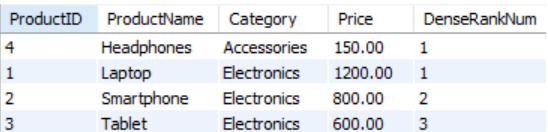 ProductID ProductName Category Price DenseRankNum
4 Headphones Accessories 150.00 1
1 Laptop Electronics 1200.00 1
2 Smartphone Electronics 800.00 2
3 Tablet Electronics 600.00 3